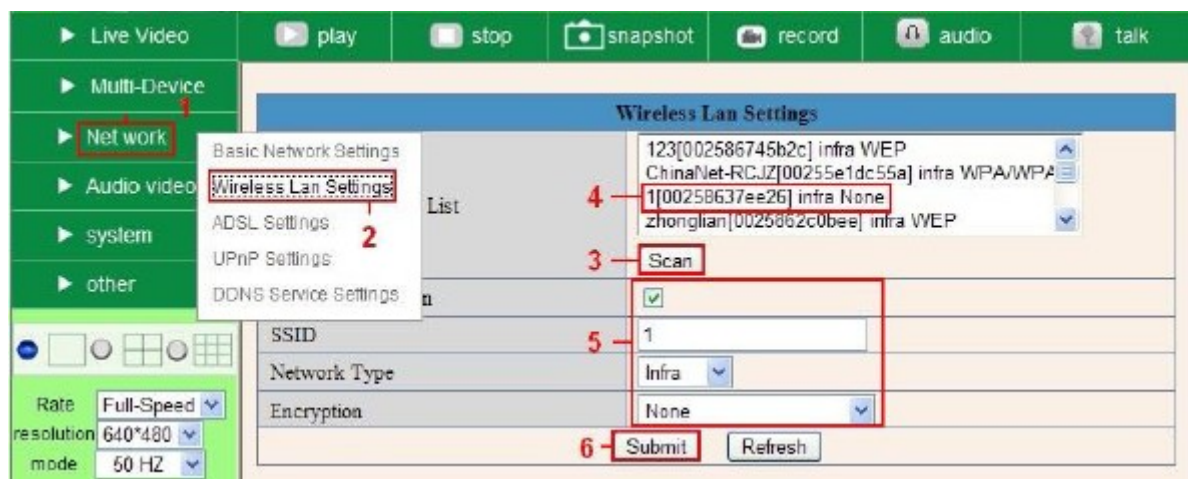 Live Video play stop snapshot record audio talk
Multi-Device
1
Net work
Audio video
system
other
Basic Network Settings
Wireless Lan Settings
2
ADSL Settings
UPnP Settings
DDNS Service Settings
Wireless Lan Settings
List
4
123[002586745b2c] infra WEP
ChinaNet-RCJZ[00255e1dc55a] infra WPA/WPA
1[00258637ee26] infra None
zhonglian[0025862c0bee] infra WEP
3 Scan
n
5
SSID 1
Network Type Infra
Encryption None
6 Submit Refresh
Rate Full-Speed
resolution 640*480
mode 50 HZ